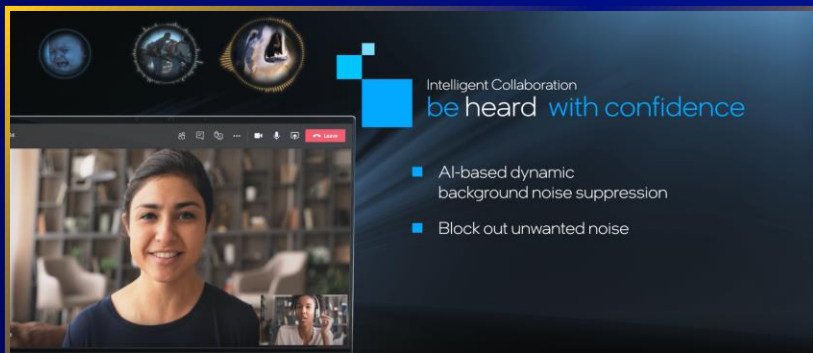 Leave
Intelligent Collaboration
be heard with confidence
AI-based dynamic
background noise suppression
Block out unwanted noise